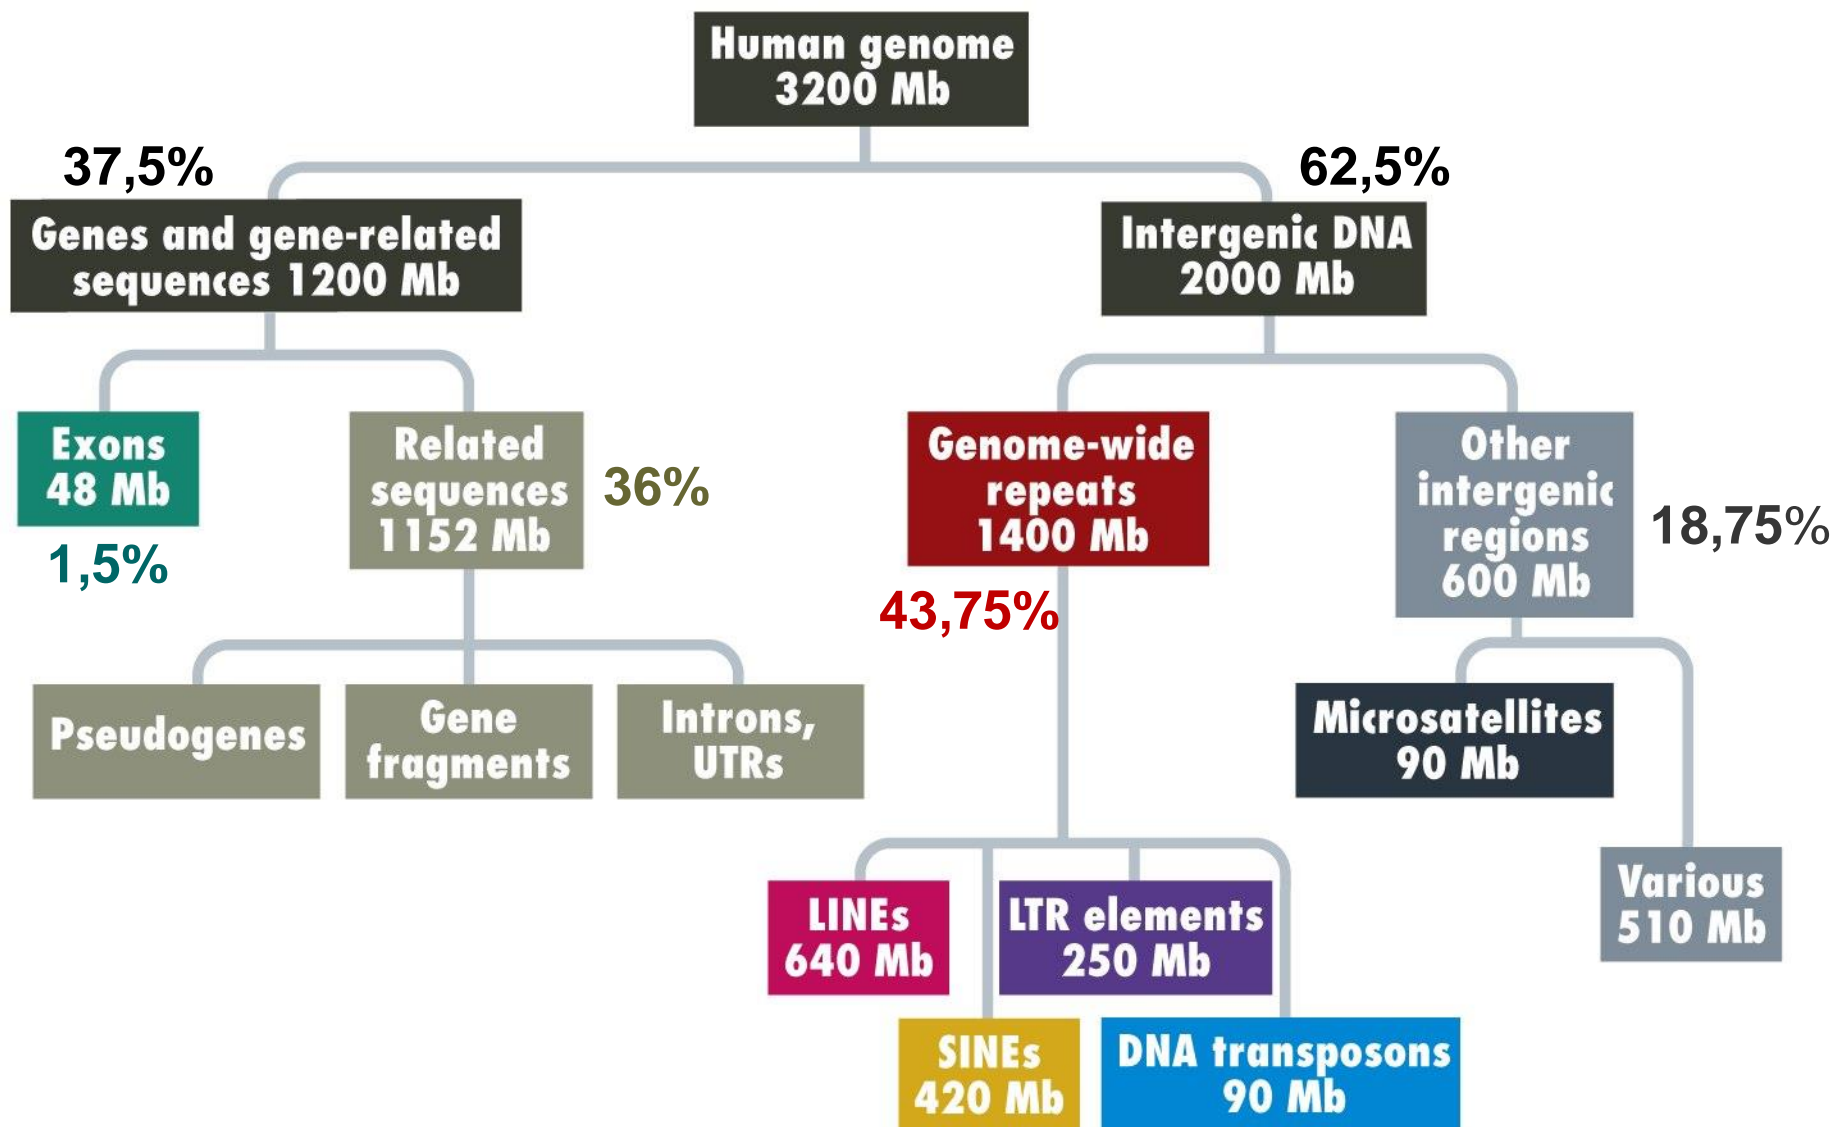 Human genome
3200 Mb
37,5%
62,5%
Genes and gene-related
sequences 1200 Mb
Intergenic DNA
2000 Mb
Exons
48 Mb
1,5%
Related
sequences
1152 Mb
36%
Genome-wide
repeats
1400 Mb
43,75%
Other
intergenic
regions
600 Mb
18,75%
Pseudogenes
Gene
fragments
Introns,
UTRs
Microsatellites
90 Mb
LINEs
640 Mb
LTR elements
250 Mb
Various
510 Mb
SINEs
420 Mb
DNA transposons
90 Mb